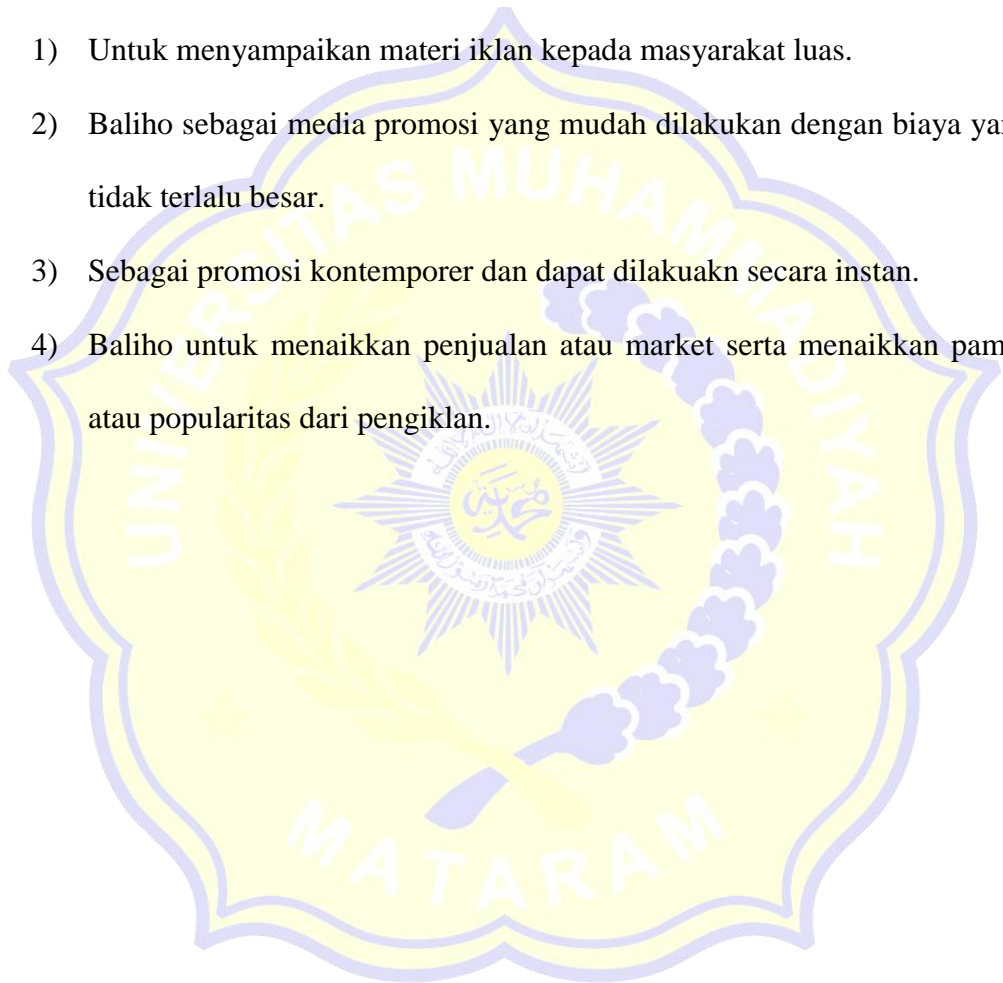 1) Untuk menyampaikan materi iklan kepada masyarakat luas.
2) Baliho sebagai media promosi yang mudah dilakukan dengan biaya
tidak terlalu besar.
3) Sebagai promosi kontemporer dan dapat dilakuakn secara instan.
4) Baliho untuk menaikkan penjualan atau market serta menaikkan
atau popularitas dari pengiklan.
UNIVERSITAS MUHAMMADIYAH
MATARAM